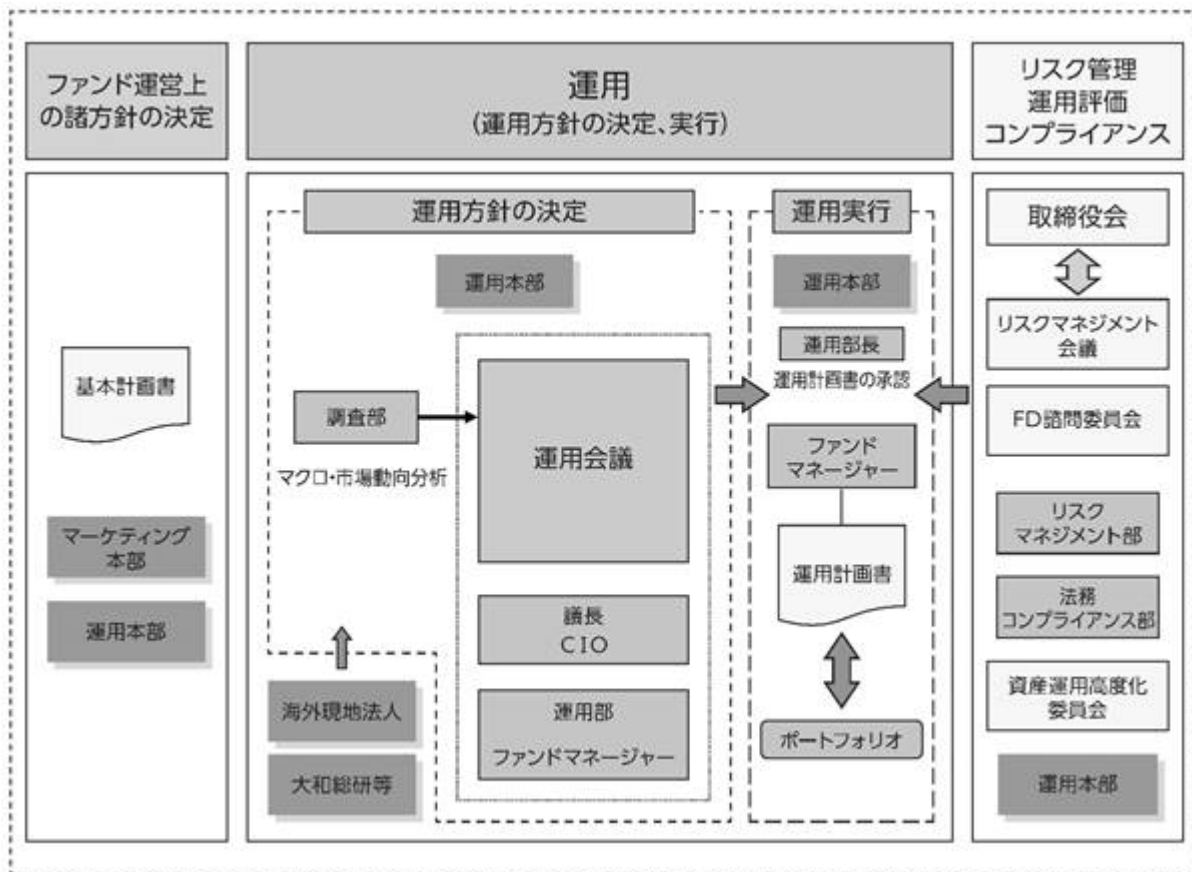 ファンド運営上
の諸方針の決定
運用
(運用方針の決定、実行)
リスク管理
運用評価
コンプライアンス
基本計画書
マーケティング
本部
運用本部
運用方針の決定
運用本部
調査部
マクロ・市場動向分析
運用会議
議長
CIO
運用部
ファンドマネージャー
海外現地法人
大和総研等
運用実行
運用本部
運用部長
運用計画書の承認
ファンド
マネージャー
運用計画書
ポートフォリオ
取締役会
リスクマネジメント
会議
FD諮問委員会
リスク
マネジメント部
法務
コンプライアンス部
資産運用高度化
委員会
運用本部